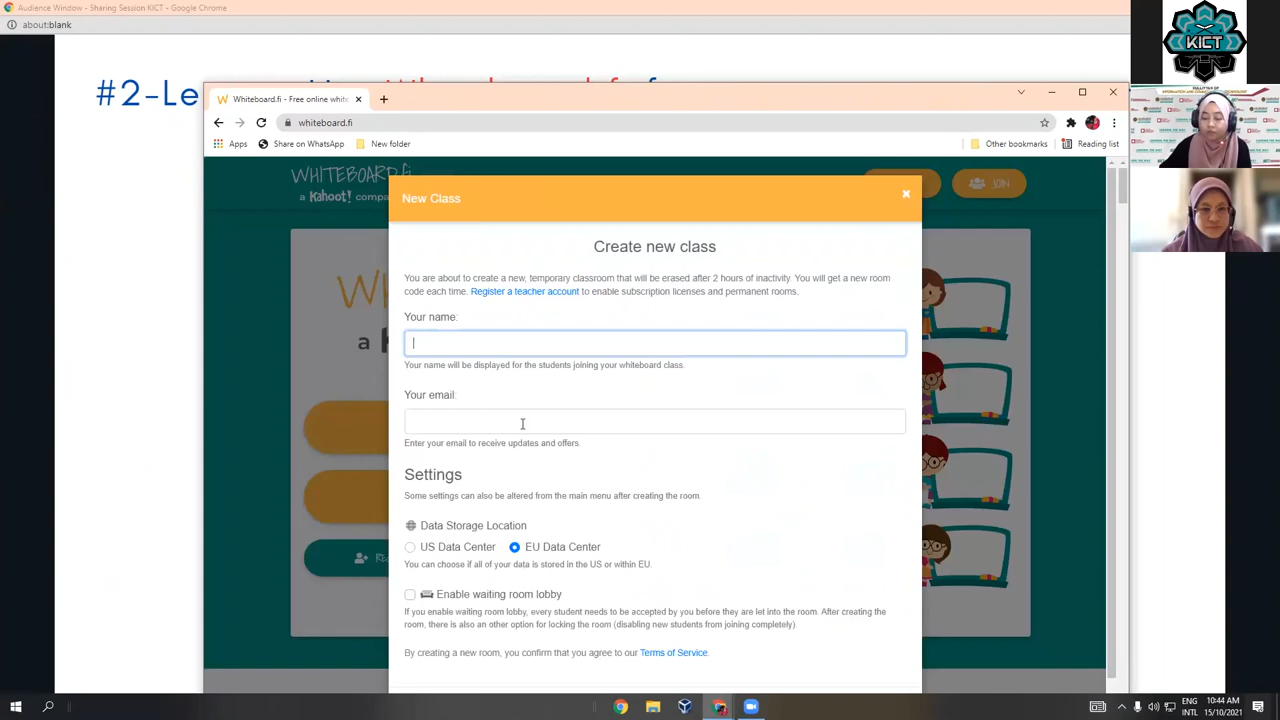 Audience Window - Sharing Session KICT - Google Chrome
about:blank
#2-Le
Whiteboard.fi - Free online white
whiteboard.fi
Apps
Share on WhatsApp
New folder
Other bookmarks
Reading list
WHITEBOARD.fi
a Kahoot! compa
JOIN
KICT
New Class
Create new class
You are about to create a new, temporary classroom that will be erased after 2 hours of inactivity. You will get a new room
code each time. Register a teacher account to enable subscription licenses and permanent rooms.
Your name:
Your name will be displayed for the students joining your whiteboard class.
Your email:
Enter your email to receive updates and offers.
Settings
Some settings can also be altered from the main menu after creating the room.
Data Storage Location
US Data Center
EU Data Center
You can choose if all of your data is stored in the US or within EU.
Enable waiting room lobby
If you enable waiting room lobby, every student needs to be accepted by you before they are let into the room. After creating the
room, there is also an other option for locking the room (disabling new students from joining completely).
By creating a new room, you confirm that you agree to our Terms of Service.
ENG
INTL
10:44 AM
15/10/2021